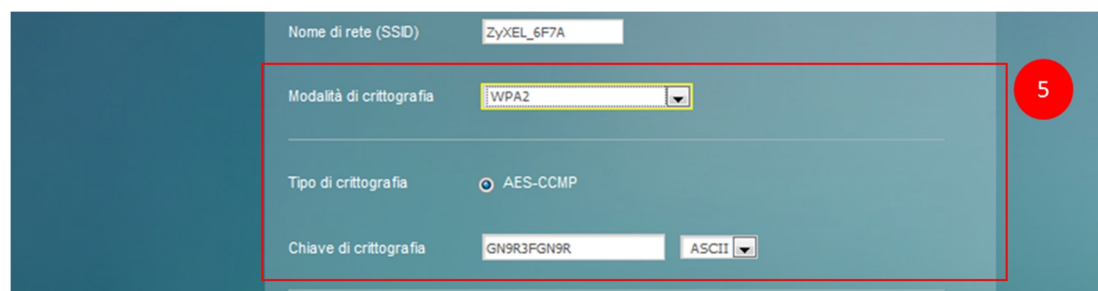 Nome di rete (SSID) ZyXEL_6F7A
Modalità di crittografia WPA2
5
Tipo di crittografia AES-CCMP
Chiave di crittografia GN9R3FGN9R ASCII